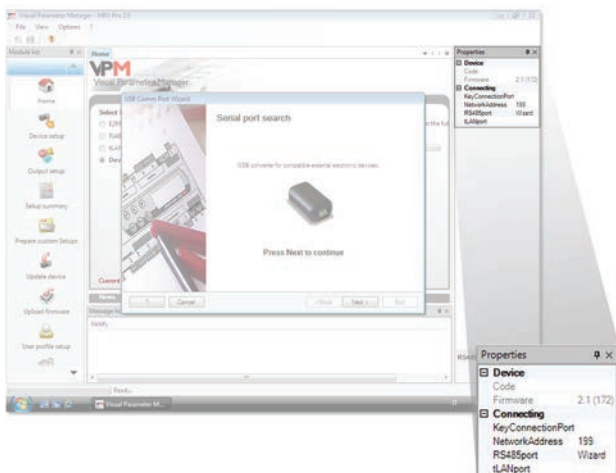 Visual Parameter Manager - MPX Pro 2.0
File View Options ?
Module list
Home
Properties
Device
Code
Firmware 2.1 (172)
Connecting
KeyConnectionPort
NetworkAddress 199
RS485port Wizard
tLANport
VPM
Visual Parameter Manager
Home
Device setup
Output setup
Setup summary
Prepare custom Setups
Update device
Upload firmware
User profile setup
USB Comm Port Wizard
Serial port search
USB converter for compatible external electronic devices.
Press Next to continue
?
Cancel
< Back
Next >
Exit
Notify
Ready.
Visual Parameter M...
Properties
Device
Code
Firmware 2.1 (172)
Connecting
KeyConnectionPort
NetworkAddress 199
RS485port Wizard
tLANport